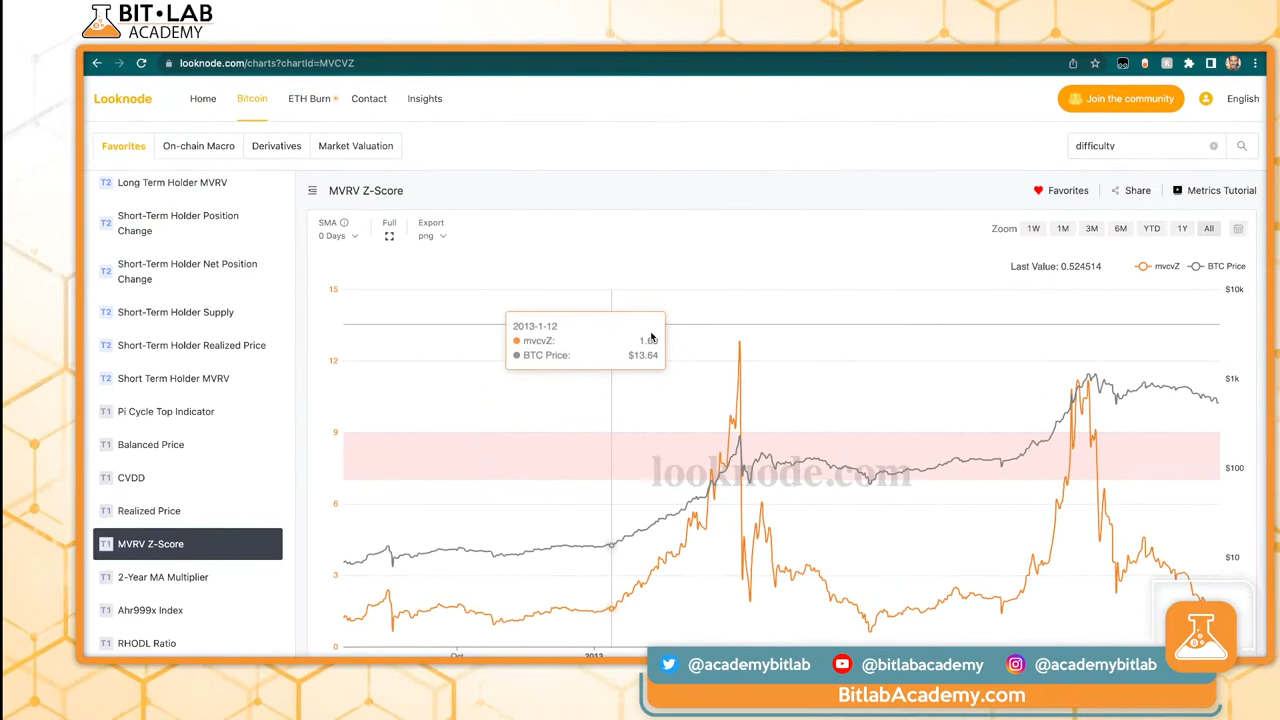 BIT LAB
ACADEMY
looknode.com/charts?chartId=MVCVZ
Looknode
Home
Bitcoin
ETH Burn
Contact
Insights
Join the community
English
Favorites
On-chain Macro
Derivatives
Market Valuation
difficulty
T2 Long Term Holder MVRV
T2 Short-Term Holder Position
Change
T2 Short-Term Holder Net Position
Change
T2 Short-Term Holder Supply
T2 Short-Term Holder Realized Price
T2 Short Term Holder MVRV
T1 Pi Cycle Top Indicator
T1 Balanced Price
T1 CVDD
T1 Realized Price
T1 MVRV Z-Score
T1 2-Year MA Multiplier
T1 Ahr999x Index
T1 RHODL Ratio
MVRV Z-Score
Favorites
Share
Metrics Tutorial
SMA
0 Days
Full
Export
png
Zoom 1W 1M 3M 6M YTD 1Y All
Last Value: 0.524514
mvcvZ
BTC Price
15
12
9
6
3
0
$10k
$1k
$100
$10
2013-1-12
mvcvZ:
BTC Price: $13.64
looknode.com
Oct
2013
@academybitlab
@bitlabacademy
@academybitlab
BitlabAcademy.com